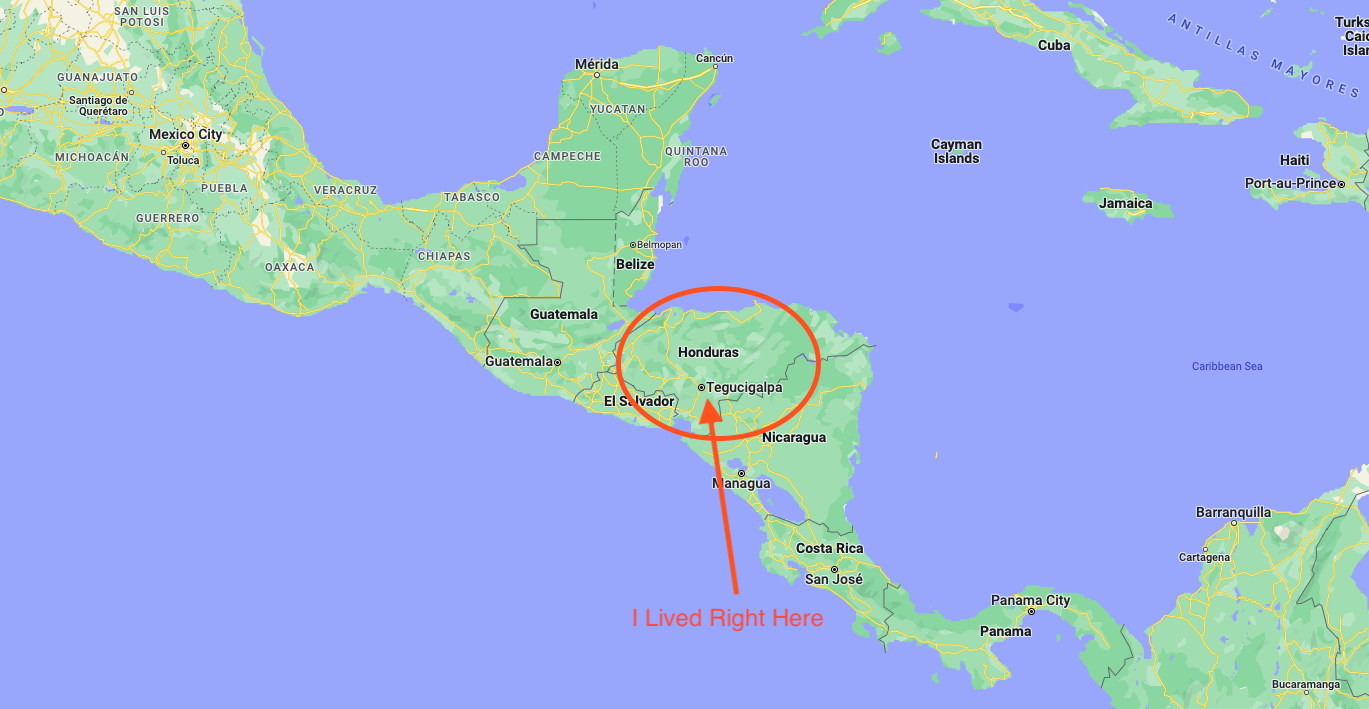 SAN LUIS
POTOSI
Turks
Caic
Islan
ANTILLAS MAYORES
Cuba
Mérida
Cancún
GUANAJUATO
Santiago de
Querétaro
YUCATAN
Mexico City
Toluca
MICHOACÁN
CAMPECHE
QUINTANA
ROO
Cayman
Islands
Haiti
Port-au-Prince
PUEBLA
VERACRUZ
TABASCO
Jamaica
GUERRERO
OAXACA
CHIAPAS
Belmopan
Belize
Guatemala
Guatemala
Honduras
Tegucigalpa
El Salvador
Caribbean Sea
Nicaragua
Managua
Barranquilla
Cartagena
Costa Rica
San José
Panama City
I Lived Right Here
Panama
Bucaramanga